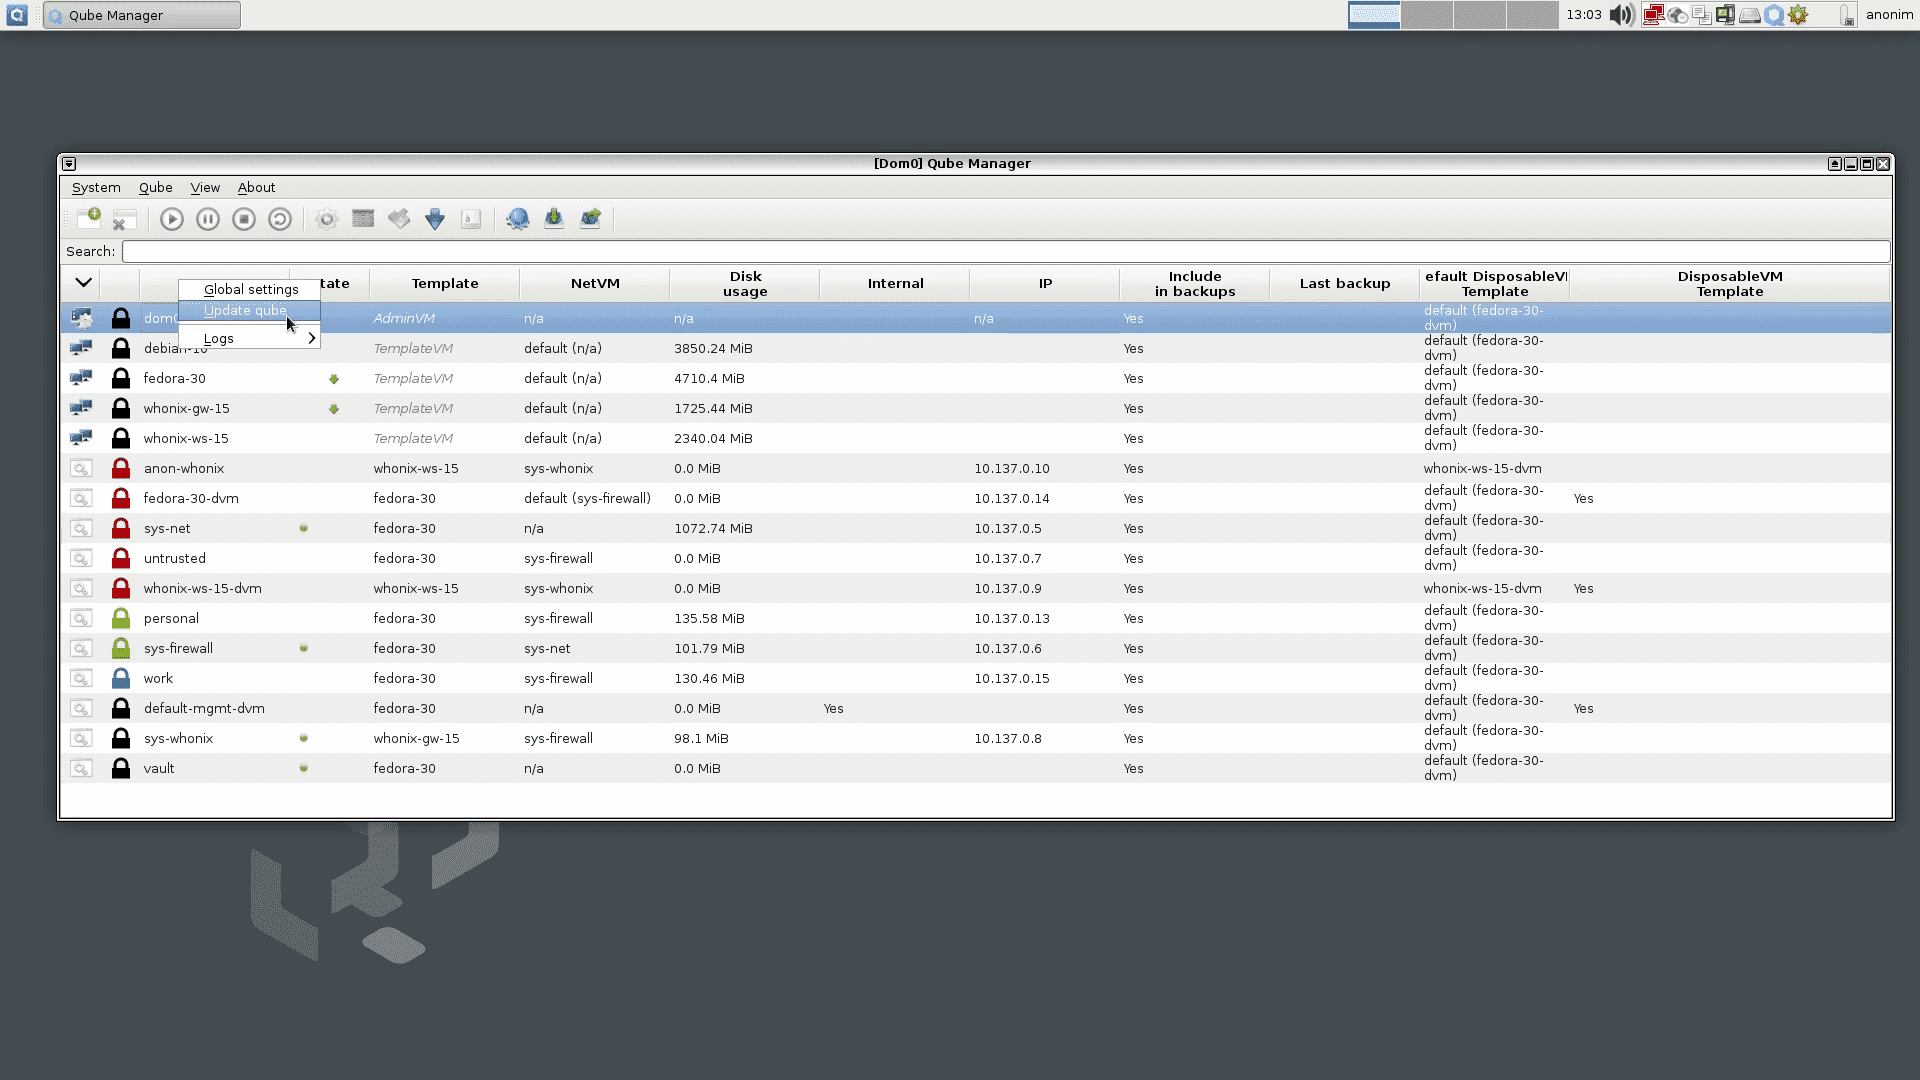 Qube Manager
13:03
anonim
[Dom0] Qube Manager
System Qube View About
Search:
tate Template NetVM Disk usage Internal IP Include in backups Last backup efault DisposableVM Template DisposableVM Template
Global settings
Update qube
Logs
dom0 AdminVM n/a n/a n/a Yes default (fedora-30-dvm)
debian-10 TemplateVM default (n/a) 3850.24 MiB Yes default (fedora-30-dvm)
fedora-30 TemplateVM default (n/a) 4710.4 MiB Yes default (fedora-30-dvm)
whonix-gw-15 TemplateVM default (n/a) 1725.44 MiB Yes default (fedora-30-dvm)
whonix-ws-15 TemplateVM default (n/a) 2340.04 MiB Yes default (fedora-30-dvm)
anon-whonix whonix-ws-15 sys-whonix 0.0 MiB 10.137.0.10 Yes whonix-ws-15-dvm
fedora-30-dvm fedora-30 default (sys-firewall) 0.0 MiB 10.137.0.14 Yes default (fedora-30-dvm) Yes
sys-net fedora-30 n/a 1072.74 MiB 10.137.0.5 Yes default (fedora-30-dvm)
untrusted fedora-30 sys-firewall 0.0 MiB 10.137.0.7 Yes default (fedora-30-dvm)
whonix-ws-15-dvm whonix-ws-15 sys-whonix 0.0 MiB 10.137.0.9 Yes whonix-ws-15-dvm Yes
personal fedora-30 sys-firewall 135.58 MiB 10.137.0.13 Yes default (fedora-30-dvm)
sys-firewall fedora-30 sys-net 101.79 MiB 10.137.0.6 Yes default (fedora-30-dvm)
work fedora-30 sys-firewall 130.46 MiB 10.137.0.15 Yes default (fedora-30-dvm)
default-mgmt-dvm fedora-30 n/a 0.0 MiB Yes Yes default (fedora-30-dvm) Yes
sys-whonix whonix-gw-15 sys-firewall 98.1 MiB 10.137.0.8 Yes default (fedora-30-dvm)
vault fedora-30 n/a 0.0 MiB Yes default (fedora-30-dvm)